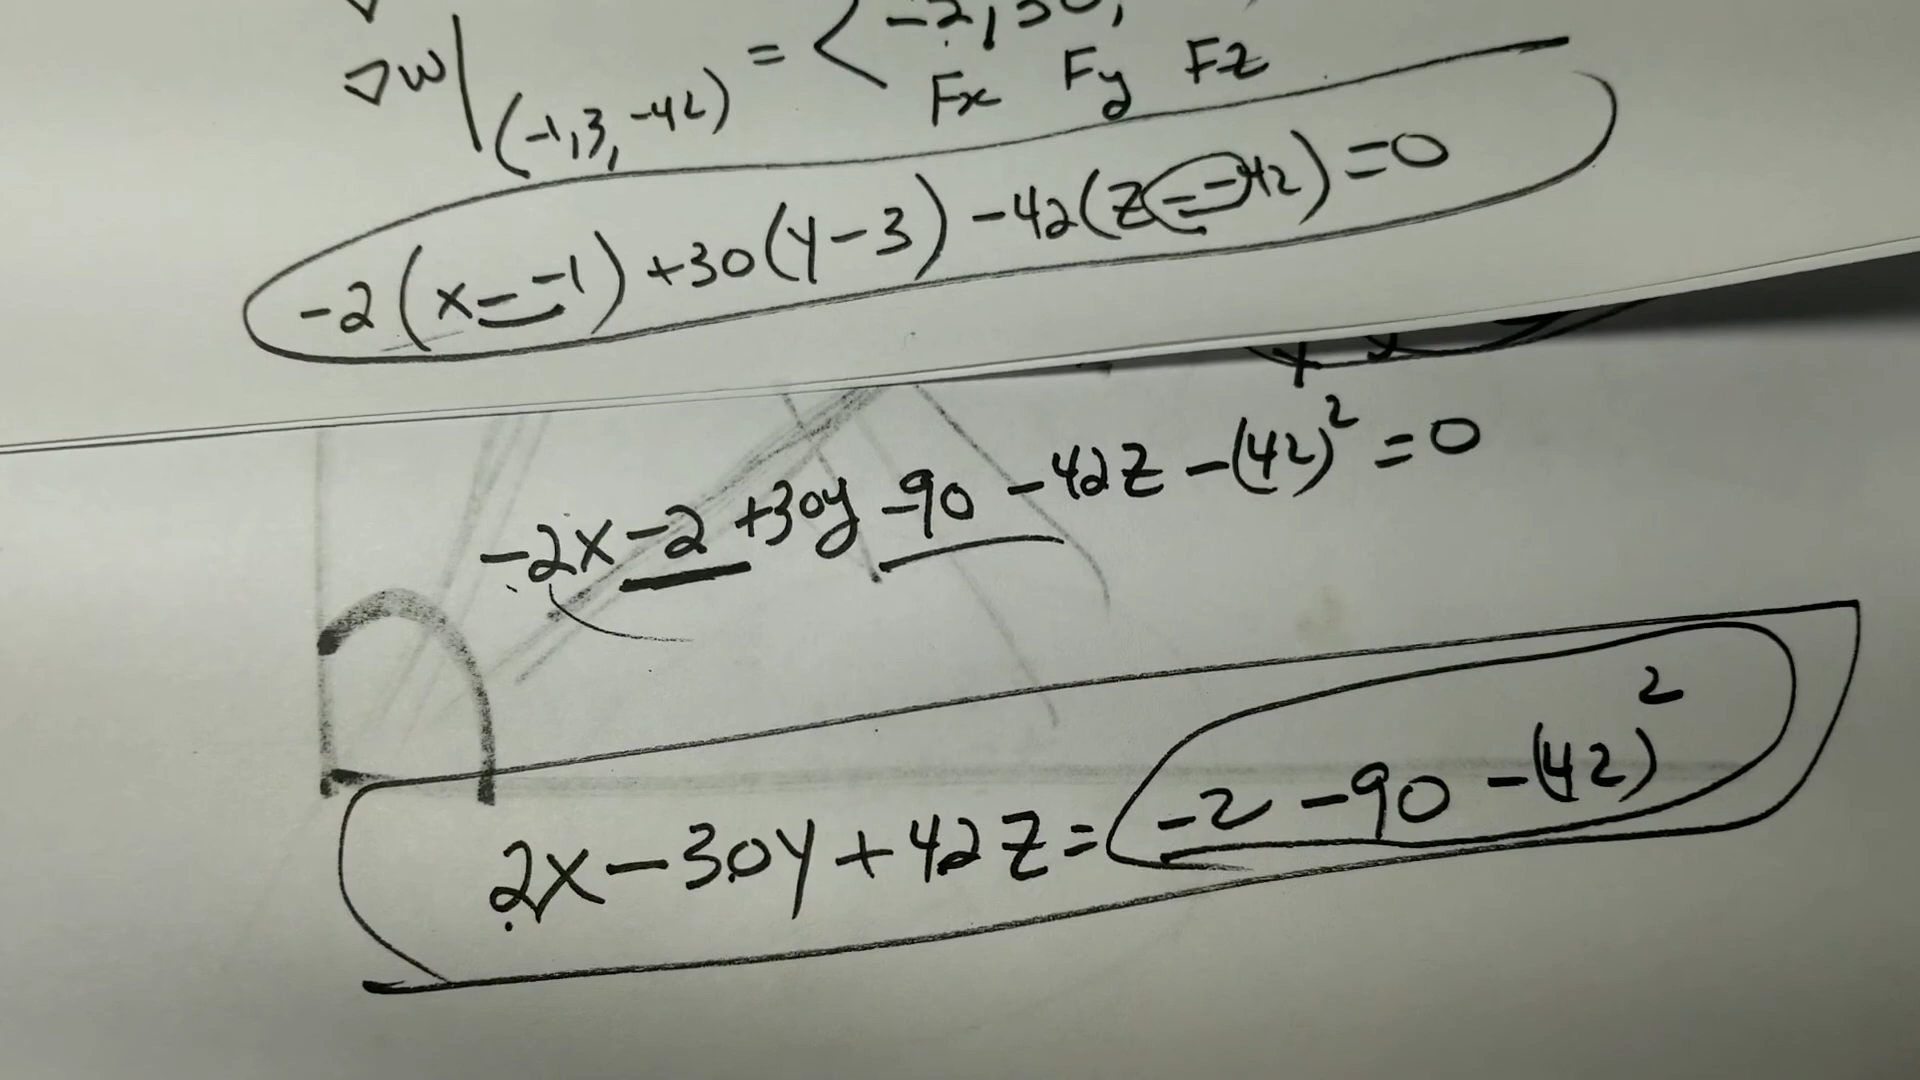 ∇w|(-1,3,-42) = <-2,30,
Fx Fy Fz
-2(x--1)+30(y-3)-42(z--42)=0
-2x-2+30y-90-42z-(42)²=0
2x-30y+42z=-2-90-(42)²